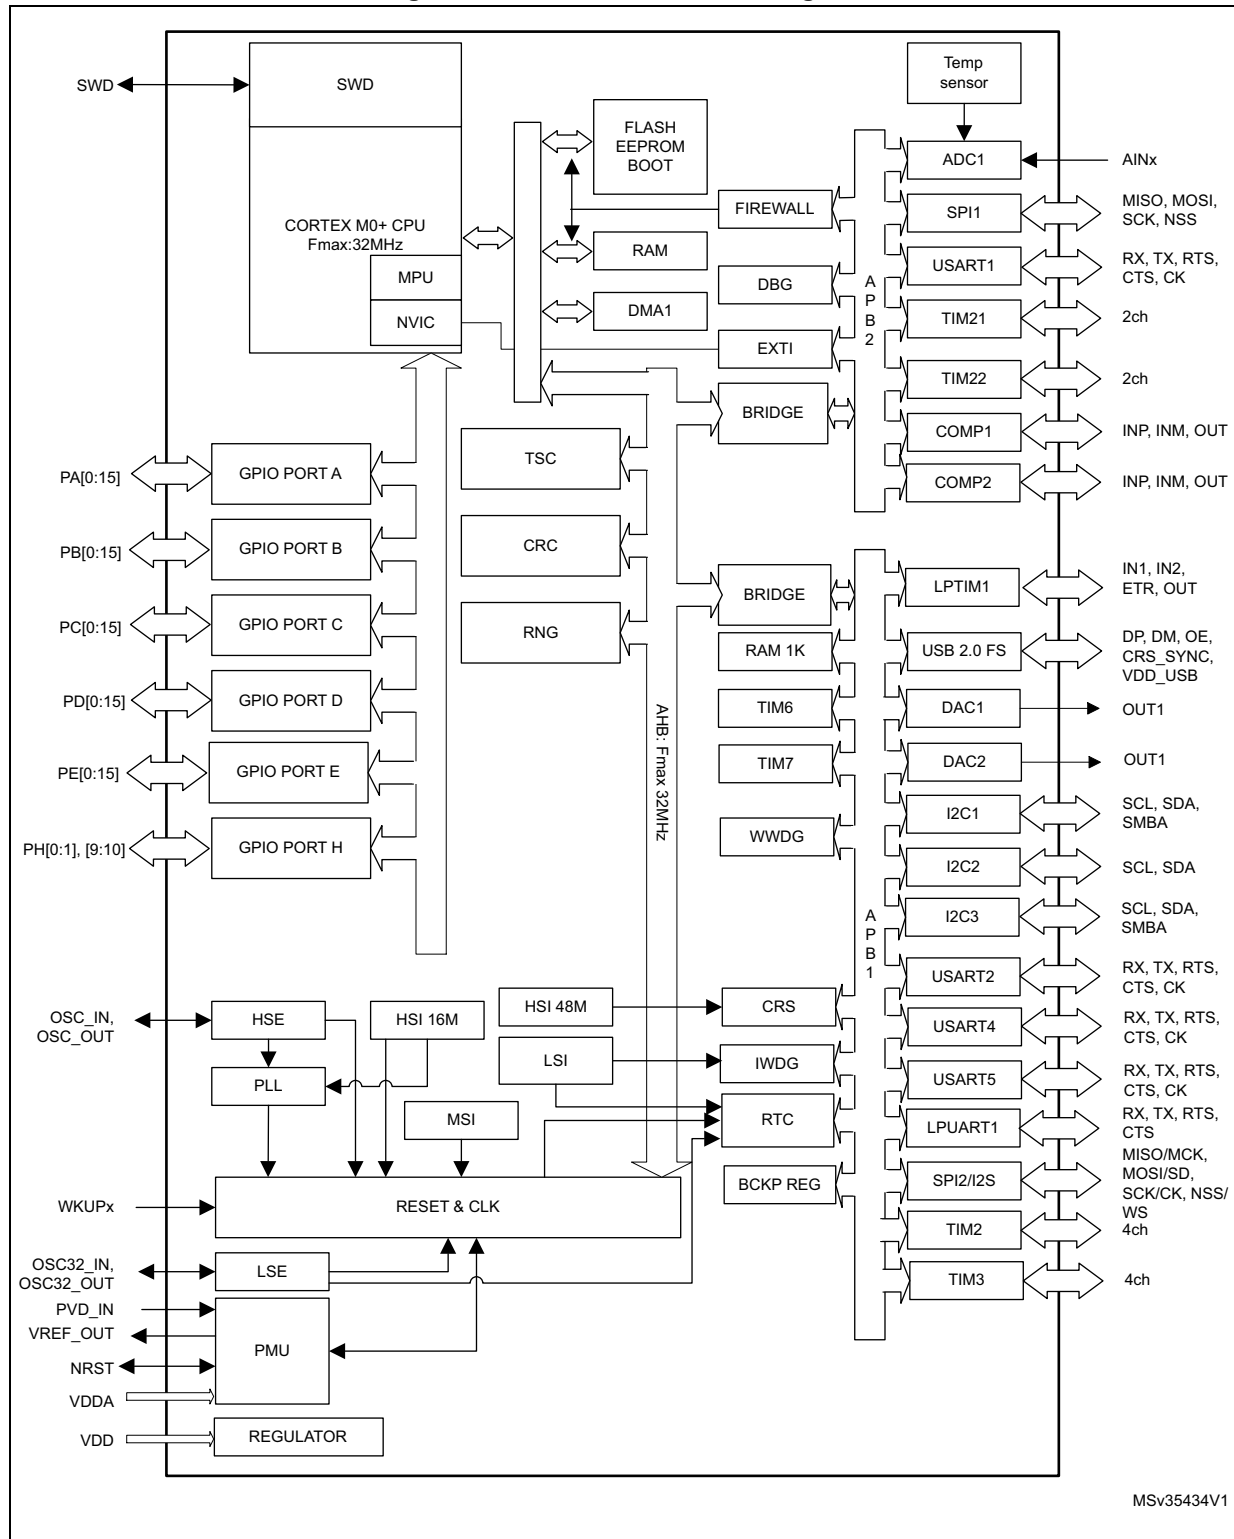 SWD
SWD
CORTEX M0+ CPU
Fmax:32MHz
MPU
NVIC
FLASH
EEPROM
BOOT
RAM
DMA1
FIREWALL
DBG
EXTI
BRIDGE
A
P
B
2
Temp
sensor
ADC1
AINx
SPI1
MISO, MOSI,
SCK, NSS
USART1
RX, TX, RTS,
CTS, CK
TIM21
2ch
TIM22
2ch
COMP1
INP, INM, OUT
COMP2
INP, INM, OUT
PA[0:15]
GPIO PORT A
PB[0:15]
GPIO PORT B
PC[0:15]
GPIO PORT C
PD[0:15]
GPIO PORT D
PE[0:15]
GPIO PORT E
PH[0:1], [9:10]
GPIO PORT H
TSC
CRC
RNG
AHB: Fmax 32MHz
BRIDGE
RAM 1K
TIM6
TIM7
WWDG
A
P
B
1
LPTIM1
IN1, IN2,
ETR, OUT
USB 2.0 FS
DP, DM, OE,
CRS_SYNC,
VDD_USB
DAC1
OUT1
DAC2
OUT1
I2C1
SCL, SDA,
SMBA
I2C2
SCL, SDA
I2C3
SCL, SDA,
SMBA
USART2
RX, TX, RTS,
CTS, CK
USART4
RX, TX, RTS,
CTS, CK
USART5
RX, TX, RTS,
CTS, CK
LPUART1
RX, TX, RTS,
CTS
SPI2/I2S
MISO/MCK,
MOSI/SD,
SCK/CK, NSS/
WS
TIM2
4ch
TIM3
4ch
OSC_IN,
OSC_OUT
HSE
HSI 16M
PLL
MSI
HSI 48M
LSI
CRS
IWDG
RTC
BCKP REG
WKUPx
RESET & CLK
OSC32_IN,
OSC32_OUT
LSE
PVD_IN
VREF_OUT
NRST
VDDA
PMU
VDD
REGULATOR
MSv35434V1